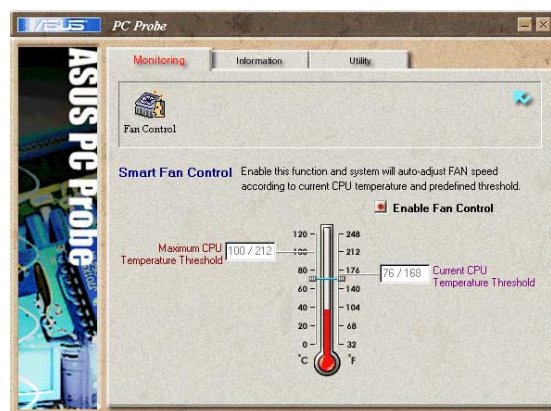 ASUS PC Probe
ASUS PC Probe
Monitoring Information Utility
Fan Control
Smart Fan Control Enable this function and system will auto-adjust FAN speed
according to current CPU temperature and predefined threshold.
Enable Fan Control
Maximum CPU
Temperature Threshold
100 / 212
76 / 168
Current CPU
Temperature Threshold
120 248
100 212
80 176
60 140
40 104
20 68
0 32
°C °F